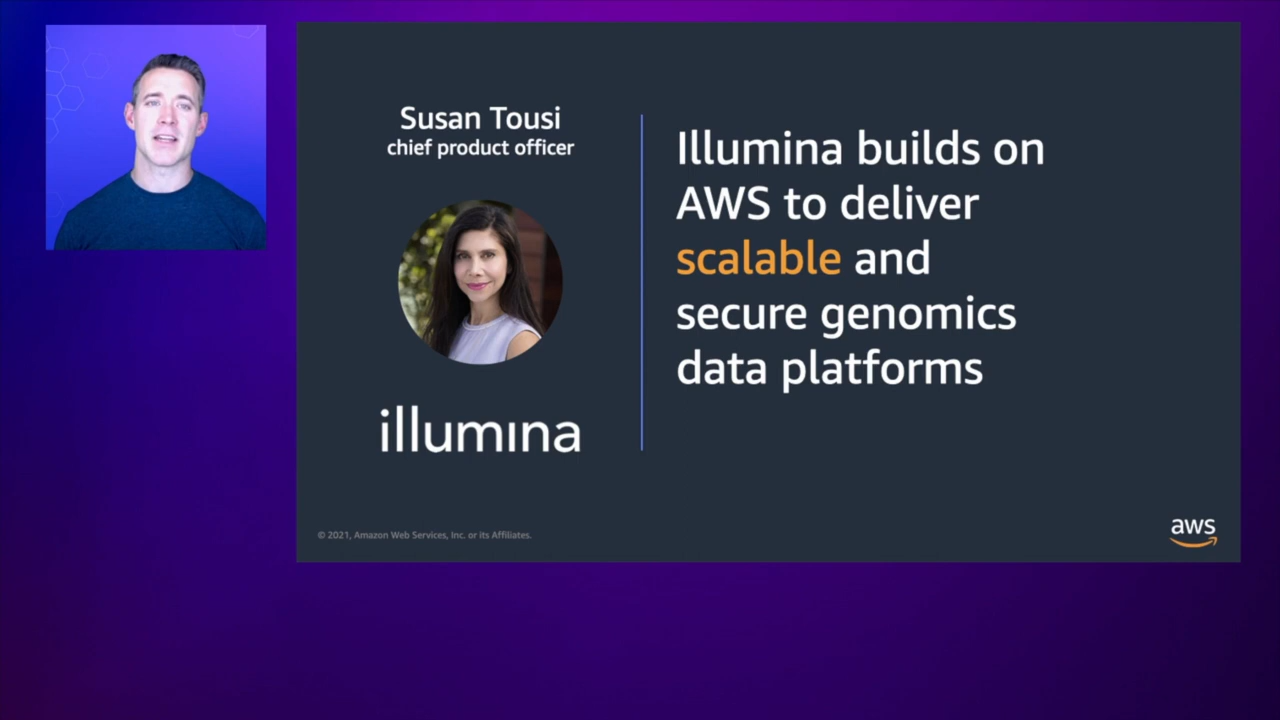 Susan Tousi
chief product officer
illumina
Illumina builds on
AWS to deliver
scalable and
secure genomics
data platforms
© 2021, Amazon Web Services, Inc. or its Affiliates.
aws